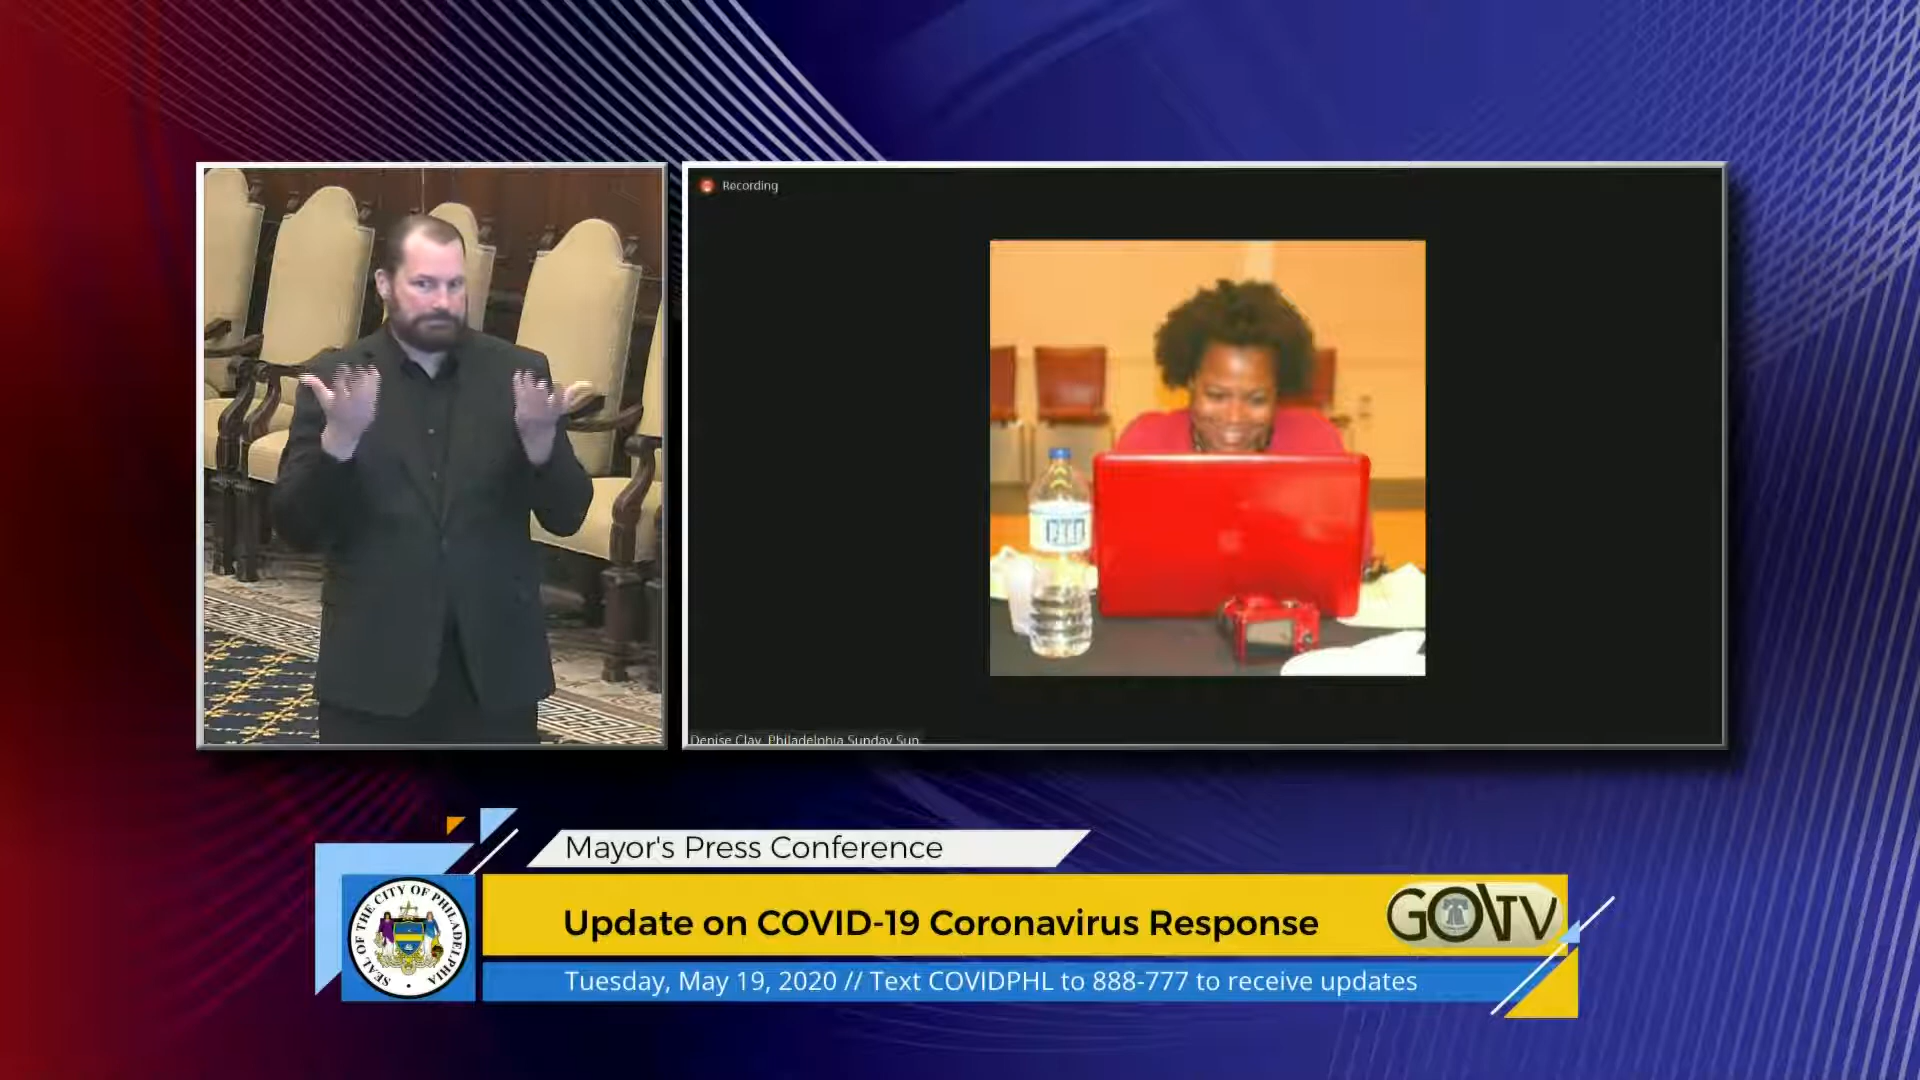 Recording
Denise Clay, Philadelphia Sunday Sun
Mayor's Press Conference
SEAL OF THE CITY OF PHILADELPHIA
Update on COVID-19 Coronavirus Response
GOVTV
Tuesday, May 19, 2020 // Text COVIDPHL to 888-777 to receive updates